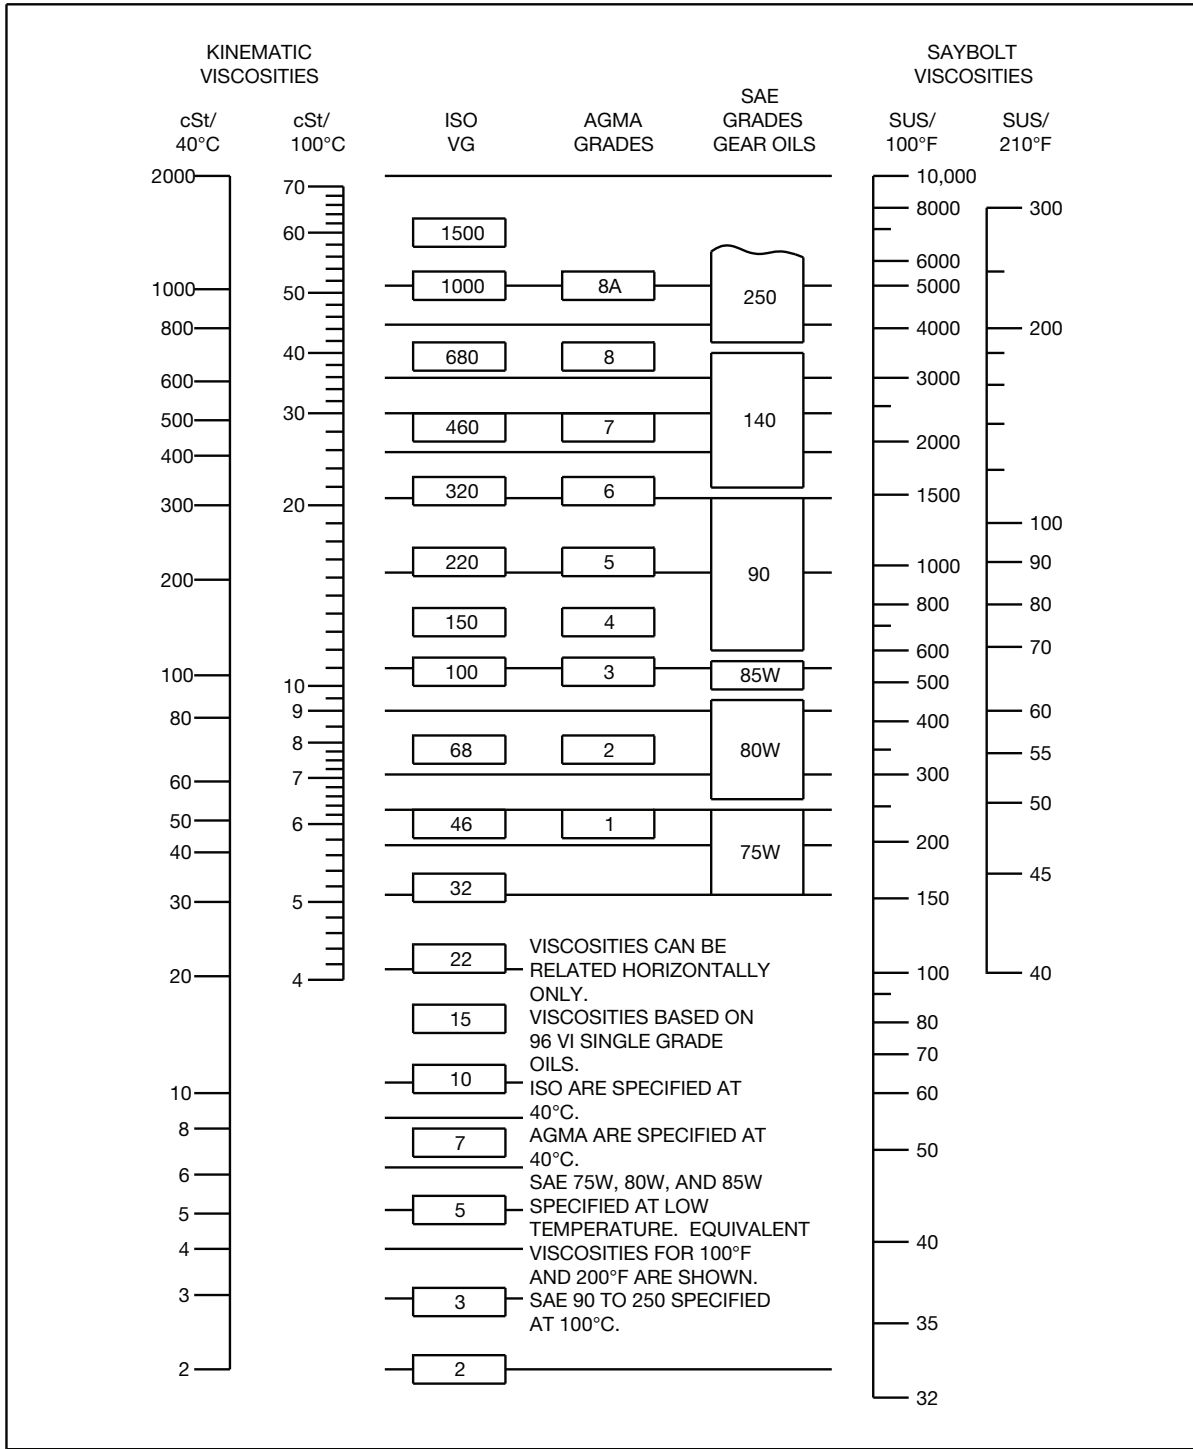 KINEMATIC
VISCOSITIES
SAYBOLT
VISCOSITIES
cSt/
40°C
cSt/
100°C
ISO
VG
AGMA
GRADES
SAE
GRADES
GEAR OILS
SUS/
100°F
SUS/
210°F
2000
1000
800
600
500
400
300
200
100
80
60
50
40
30
20
10
8
6
5
4
3
2
70
60
50
40
30
20
10
9
8
7
6
5
4
1500
1000
680
460
320
220
150
100
68
46
32
22
15
10
7
5
3
2
8A
8
7
6
5
4
3
2
1
250
140
90
85W
80W
75W
VISCOSITIES CAN BE
RELATED HORIZONTALLY
ONLY.
VISCOSITIES BASED ON
96 VI SINGLE GRADE
OILS.
ISO ARE SPECIFIED AT
40°C.
AGMA ARE SPECIFIED AT
40°C.
SAE 75W, 80W, AND 85W
SPECIFIED AT LOW
TEMPERATURE. EQUIVALENT
VISCOSITIES FOR 100°F
AND 200°F ARE SHOWN.
SAE 90 TO 250 SPECIFIED
AT 100°C.
10,000
8000
6000
5000
4000
3000
2000
1500
1000
800
600
500
400
300
200
150
100
80
70
60
50
40
35
32
300
200
100
90
80
70
60
55
50
45
40